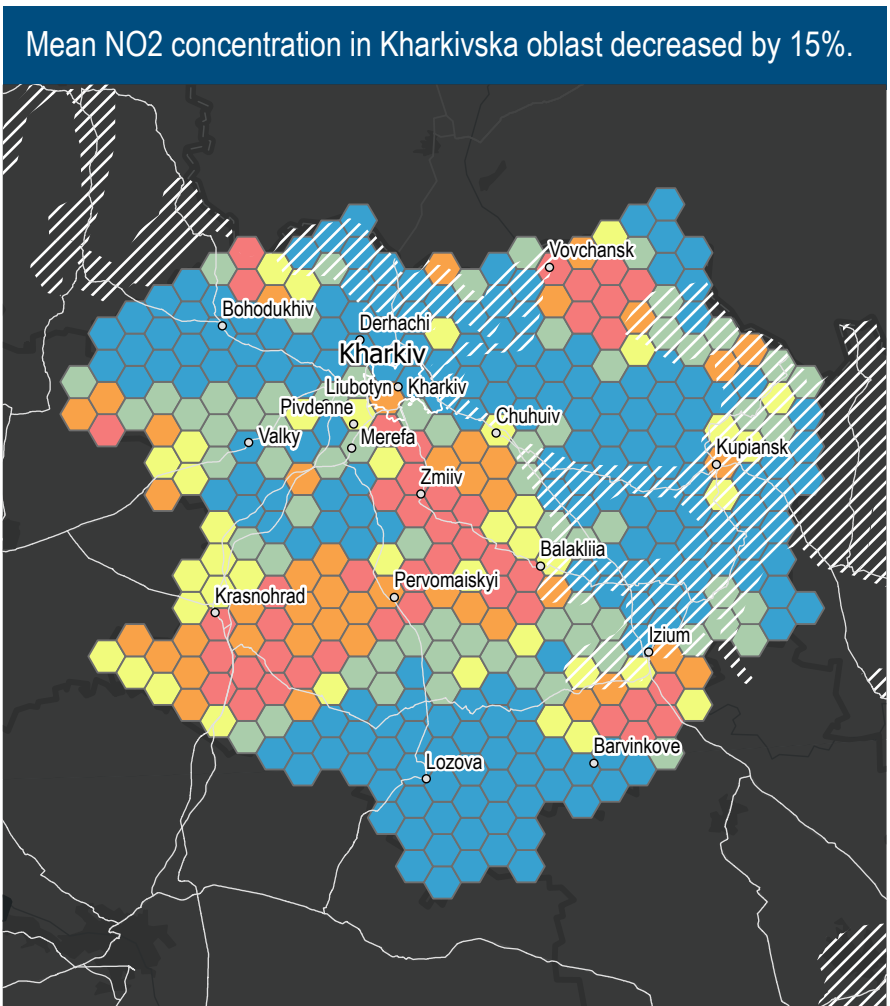 Mean NO2 concentration in Kharkivska oblast decreased by 15%.
Vovchansk
Bohodukhiv
Derhachi
Kharkiv
Liubotyn
Kharkiv
Pivdenne
Chuhuiv
Valky
Merefa
Kupiansk
Zmiiv
Balakliia
Krasnohrad
Pervomaiskyi
Izium
Barvinkove
Lozova